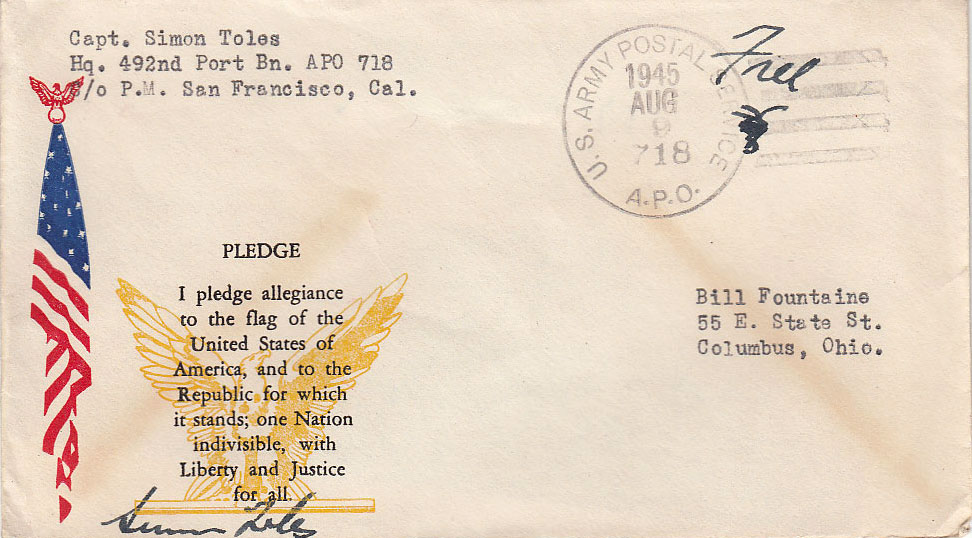 Capt. Simon Toles
Hq. 492nd Port Bn. APO 718
c/o P.M. San Francisco, Cal.
U.S. ARMY POSTAL SERVICE
1945
AUG
9
718
A.P.O.
Free
PLEDGE
I pledge allegiance
to the flag of the
United States of
America, and to the
Republic for which
it stands; one Nation
indivisible, with
Liberty and Justice
for all.
Simon Toles
Bill Fountaine
55 E. State St.
Columbus, Ohio.